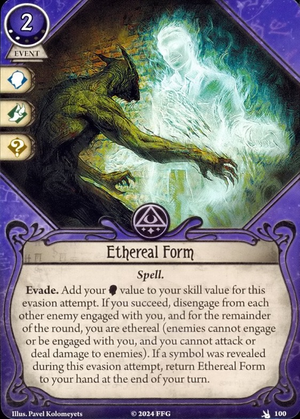 2
EVENT
Ethereal Form
Spell.
Evade. Add your value to your skill value for this
evasion attempt. If you succeed, disengage from each
other enemy engaged with you, and for the remainder
of the round, you are ethereal (enemies cannot engage
or be engaged with you, and you cannot attack or
deal damage to enemies). If a symbol was revealed
during this evasion attempt, return Ethereal Form
to your hand at the end of your turn.
Illus. Pavel Kolomeyets
© 2024 FFG
100